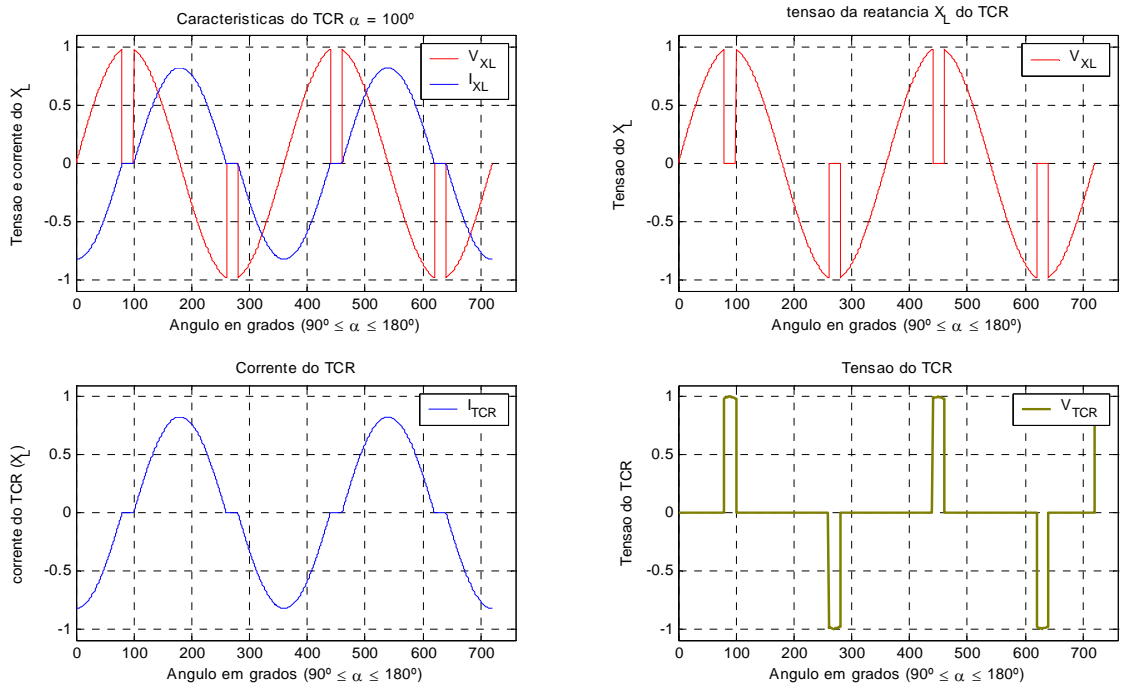 Caracteristicas do TCR α = 100º
Tensao e corrente do X_L
1
0.5
0
-0.5
-1
V_XL
I_XL
0 100 200 300 400 500 600 700
Angulo en grados (90º ≤ α ≤ 180º)
tensao da reatancia X_L do TCR
Tensao do X_L
1
0.5
0
-0.5
-1
V_XL
0 100 200 300 400 500 600 700
Angulo en grados (90º ≤ α ≤ 180º)
Corrente do TCR
corrente do TCR (X_L)
1
0.5
0
-0.5
-1
I_TCR
0 100 200 300 400 500 600 700
Angulo em grados (90º ≤ α ≤ 180º)
Tensao do TCR
Tensao do TCR
1
0.5
0
-0.5
-1
V_TCR
0 100 200 300 400 500 600 700
Angulo em grados (90º ≤ α ≤ 180º)